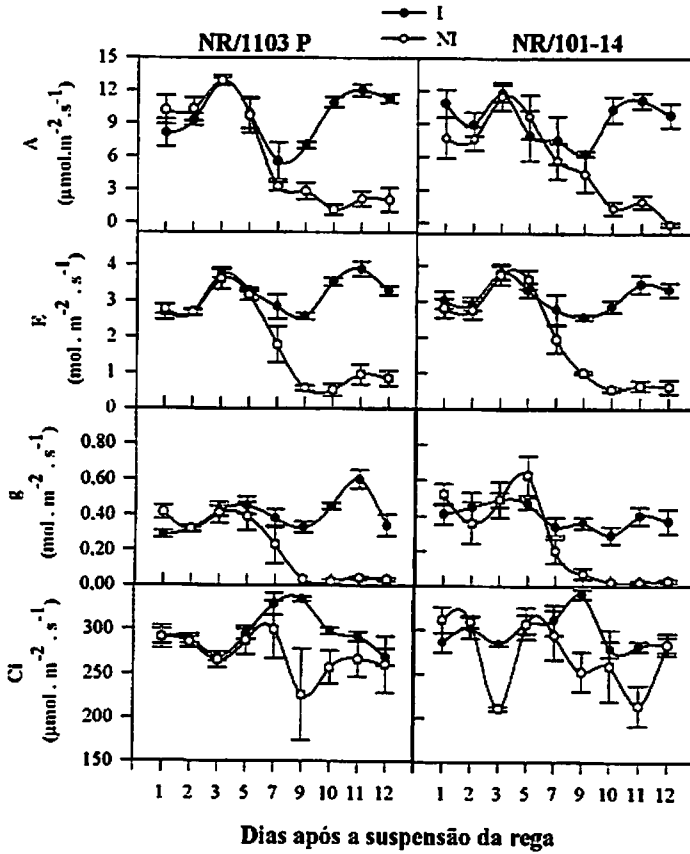 I
NI
NR/1103 P
NR/101-14
A
(µmol.m-2.s-1)
15
12
9
6
3
0
E
(mol. m-2 . s-1)
4
3
2
1
0
g
(mol. m-2 . s-1)
0.80
0.60
0.40
0.20
0.00
Ci
(µmol . m-2 . s-1)
300
250
200
150
1 2 3 5 7 9 10 11 12
1 2 3 5 7 9 10 11 12
Dias após a suspensão da rega